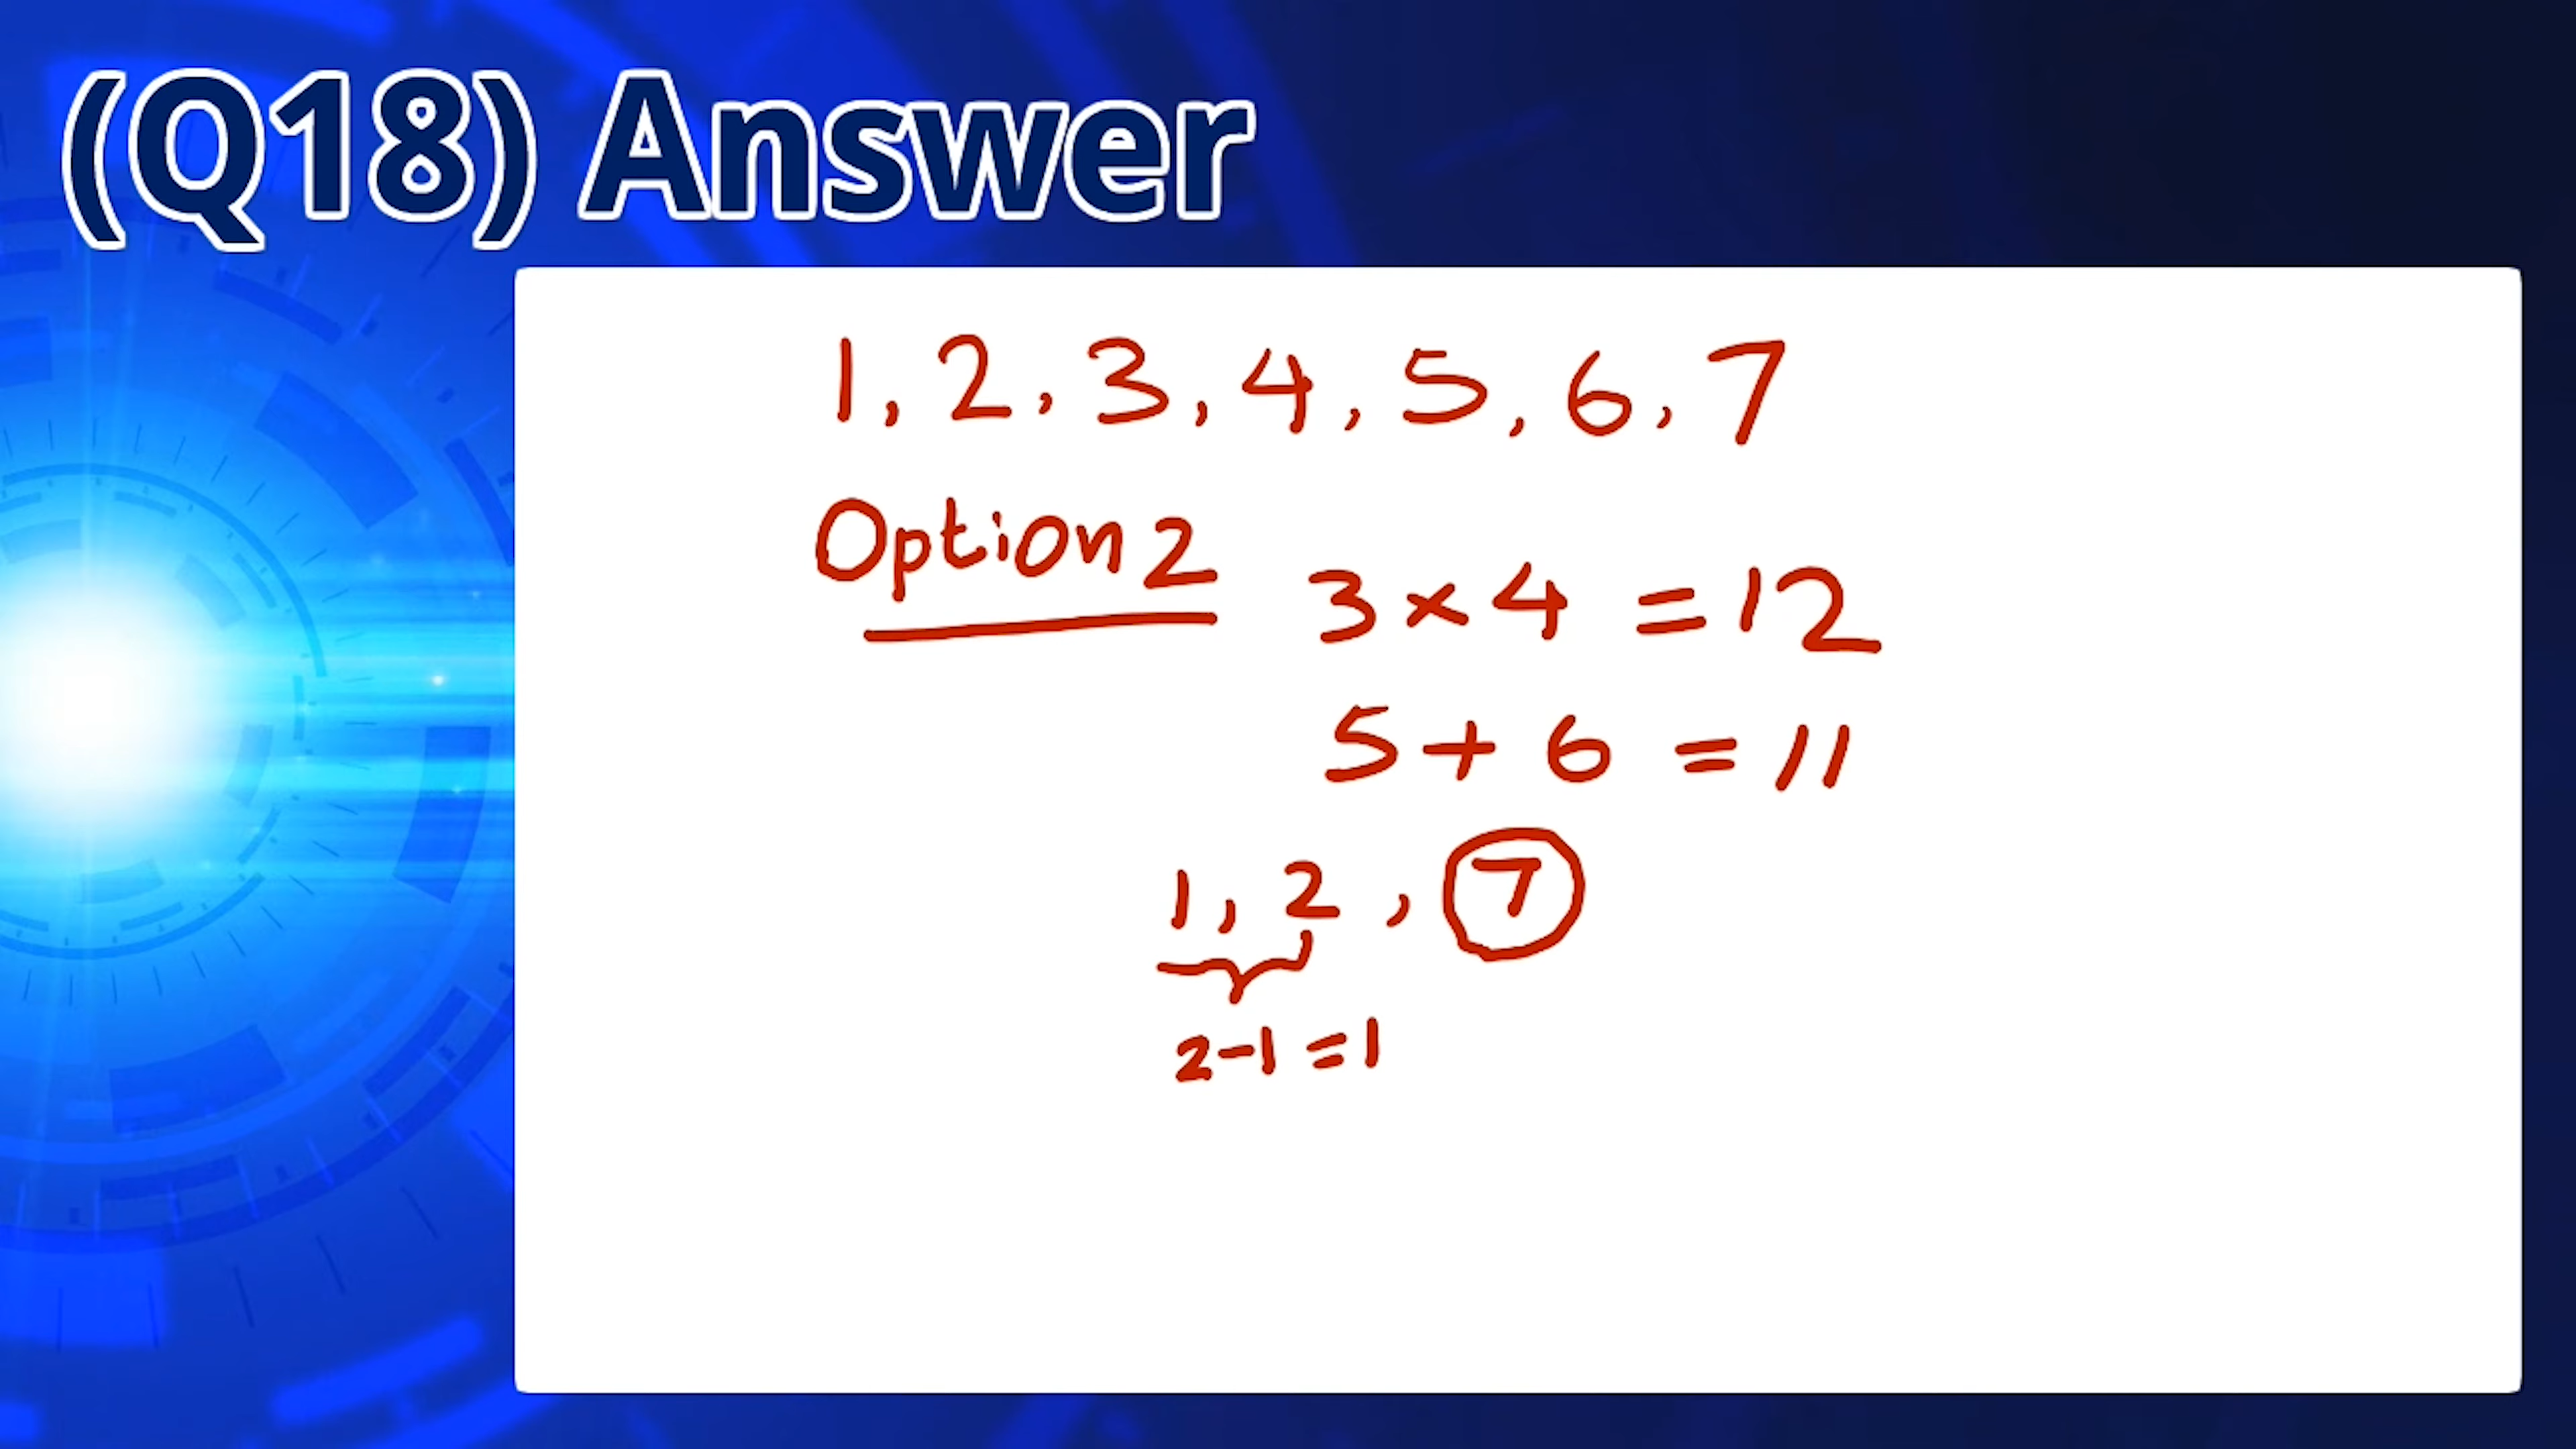 (Q18) Answer
1, 2, 3, 4, 5, 6, 7
Option 2
3 × 4 = 12
5 + 6 = 11
1, 2, 7
2-1=1